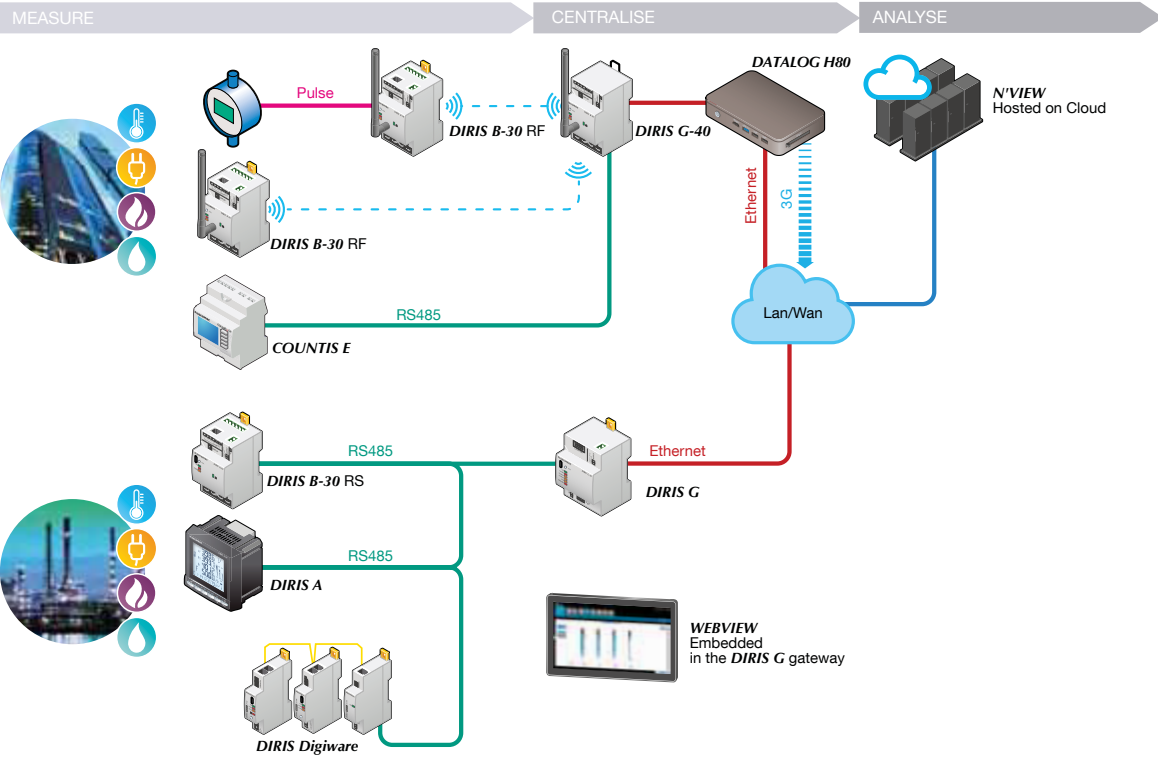 MEASURE
CENTRALISE
ANALYSE
DATALOG H80
Pulse
N'VIEW
Hosted on Cloud
DIRIS B-30 RF
DIRIS G-40
Ethernet
3G
DIRIS B-30 RF
Lan/Wan
RS485
COUNTIS E
RS485
Ethernet
DIRIS B-30 RS
DIRIS G
RS485
DIRIS A
WEBVIEW
Embedded
in the DIRIS G gateway
DIRIS Digiware